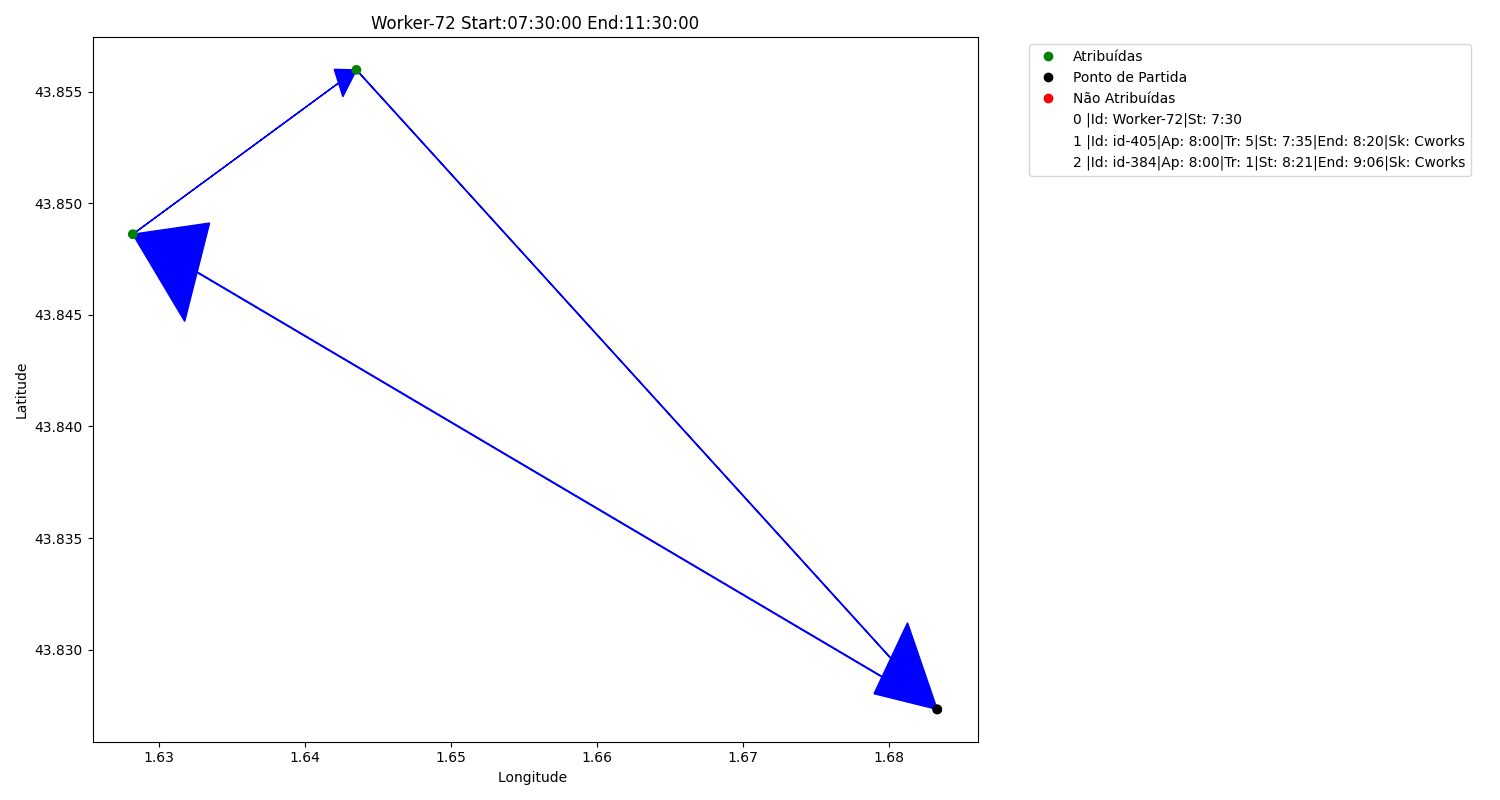 Worker-72 Start:07:30:00 End:11:30:00
Atribuídas
Ponto de Partida
Não Atribuídas
0 |Id: Worker-72|St: 7:30
1 |Id: id-405|Ap: 8:00|Tr: 5|St: 7:35|End: 8:20|Sk: Cworks
2 |Id: id-384|Ap: 8:00|Tr: 1|St: 8:21|End: 9:06|Sk: Cworks
43.855
43.850
43.845
43.840
43.835
43.830
Latitude
1.63
1.64
1.65
1.66
1.67
1.68
Longitude